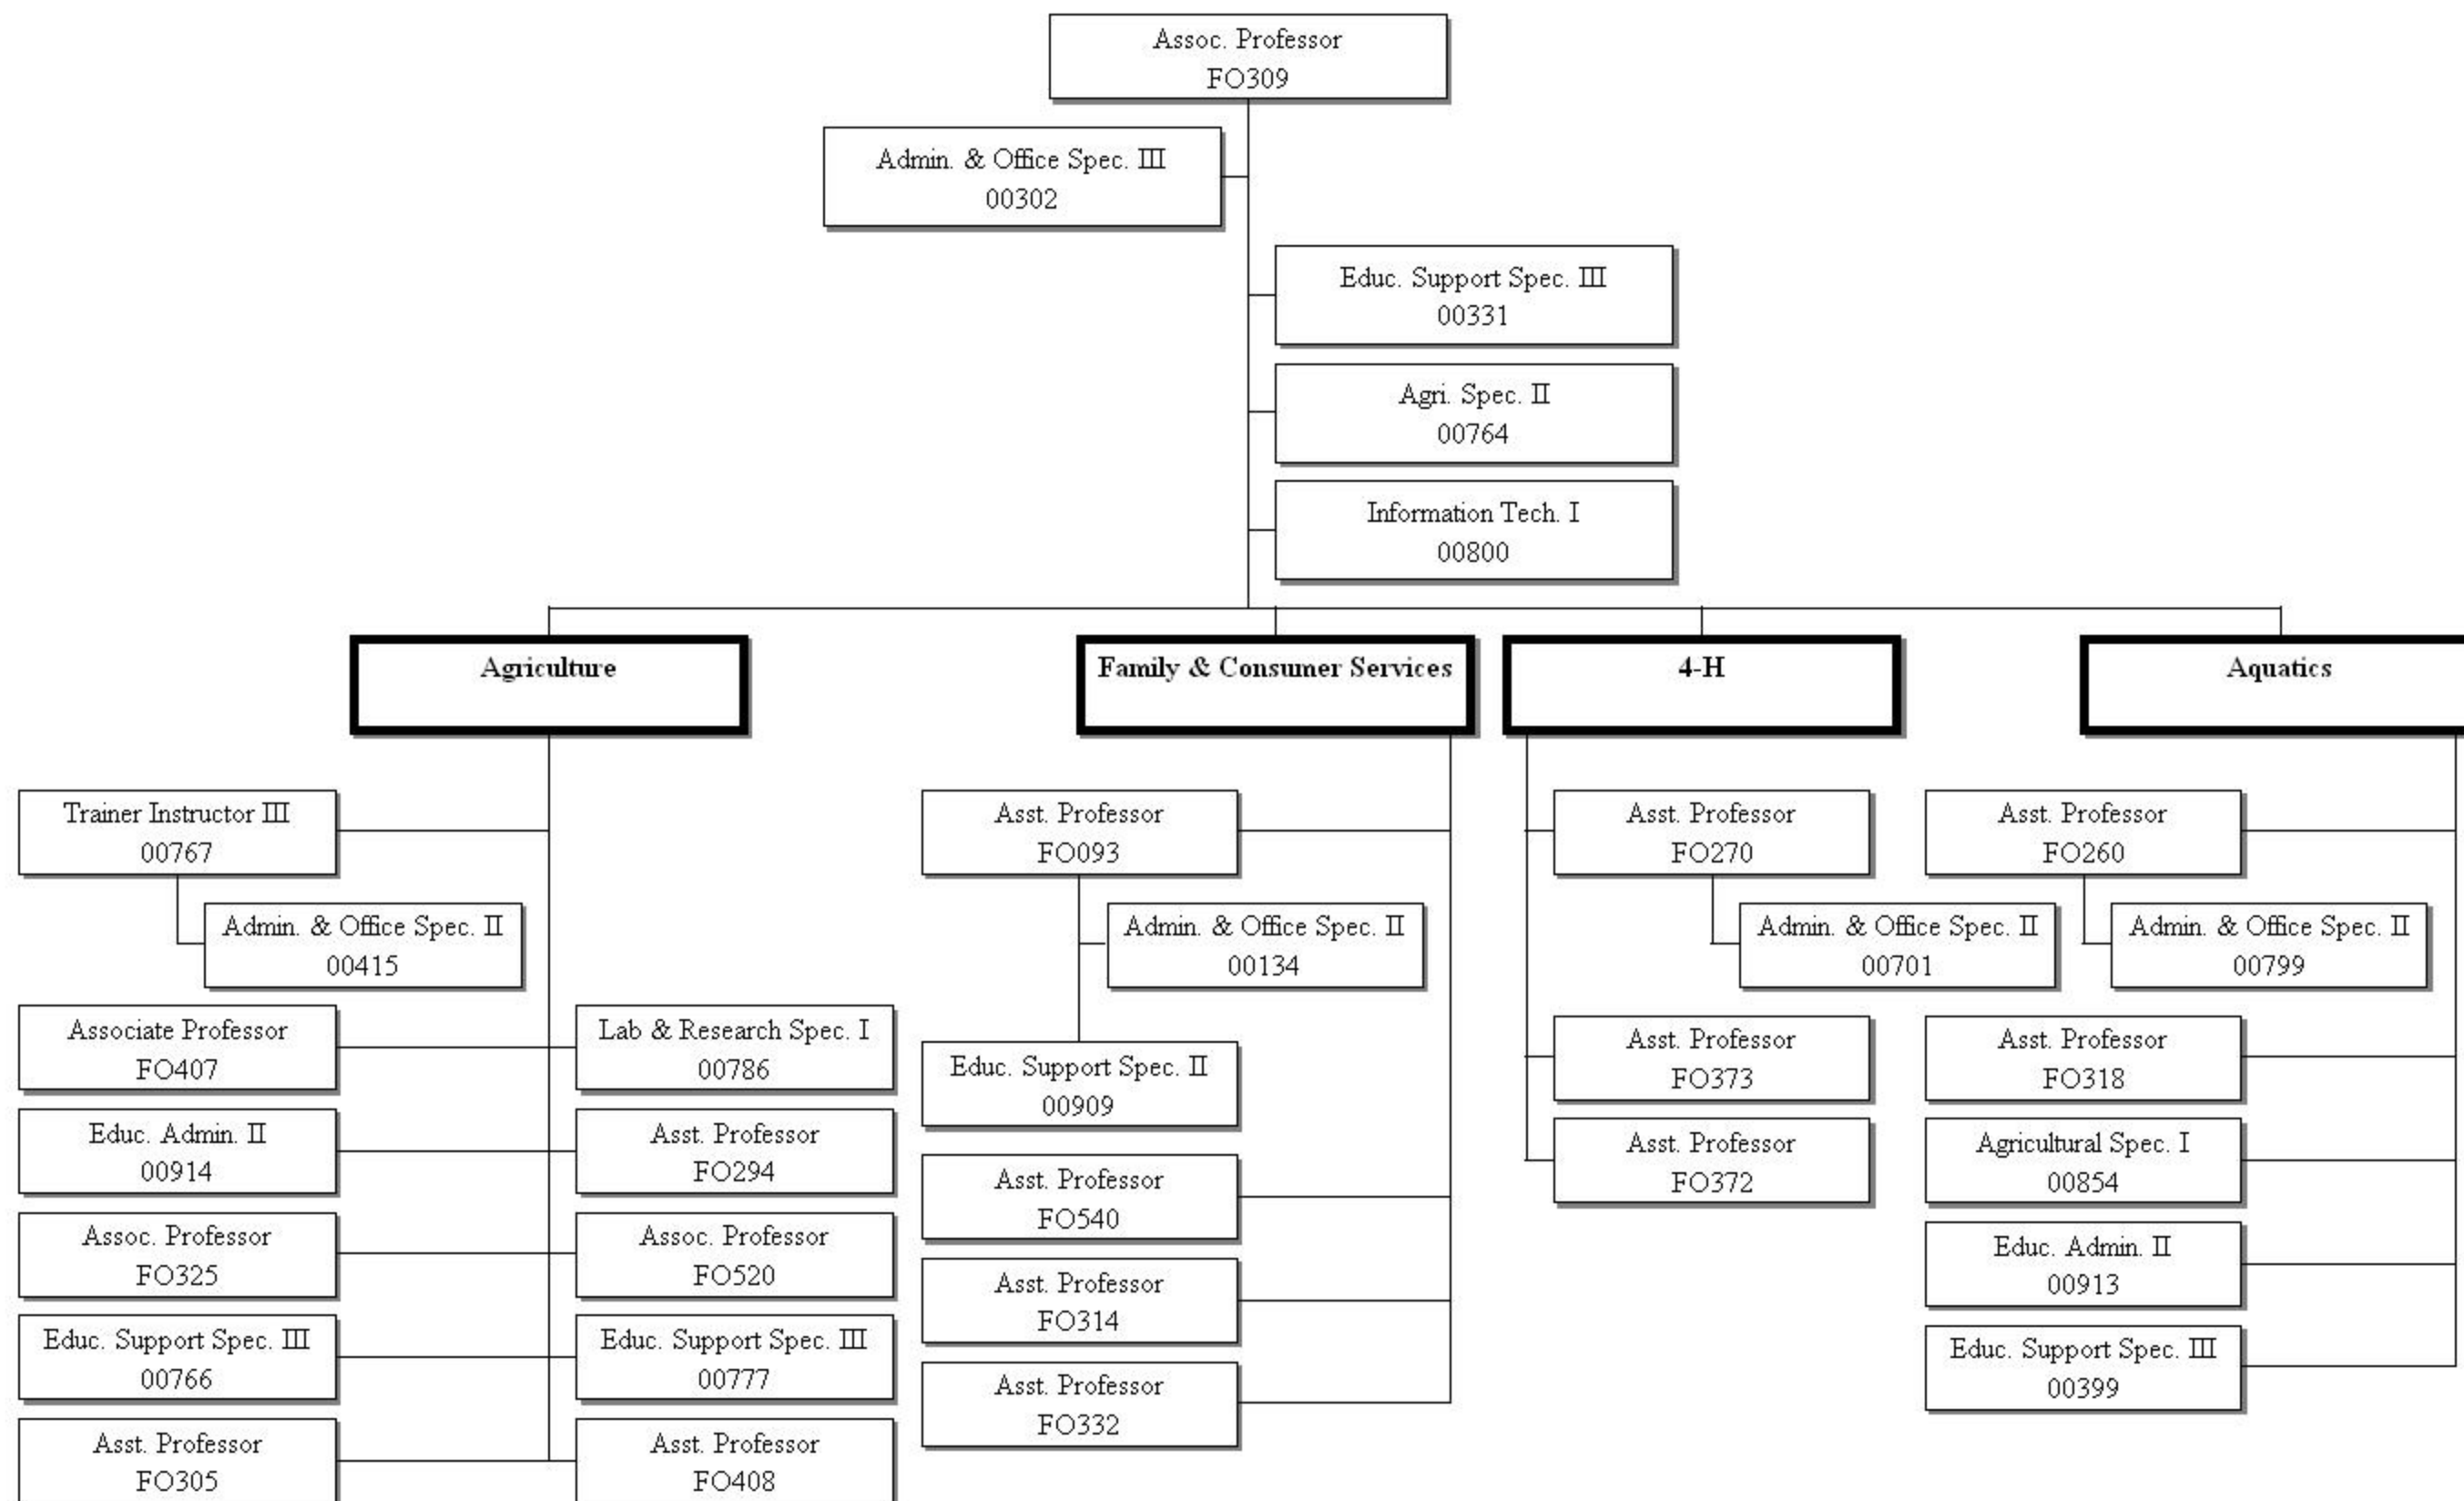 Assoc. Professor
FO309
Admin. & Office Spec. III
00302
Educ. Support Spec. III
00331
Agri. Spec. II
00764
Information Tech. I
00800
Agriculture
Family & Consumer Services
4-H
Aquatics
Trainer Instructor III
00767
Admin. & Office Spec. II
00415
Associate Professor
FO407
Lab & Research Spec. I
00786
Educ. Admin. II
00914
Asst. Professor
FO294
Assoc. Professor
FO325
Assoc. Professor
FO520
Educ. Support Spec. III
00766
Educ. Support Spec. III
00777
Asst. Professor
FO305
Asst. Professor
FO408
Asst. Professor
FO093
Admin. & Office Spec. II
00134
Educ. Support Spec. II
00909
Asst. Professor
FO540
Asst. Professor
FO314
Asst. Professor
FO332
Asst. Professor
FO270
Admin. & Office Spec. II
00701
Asst. Professor
FO373
Asst. Professor
FO372
Asst. Professor
FO260
Admin. & Office Spec. II
00799
Asst. Professor
FO318
Agricultural Spec. I
00854
Educ. Admin. II
00913
Educ. Support Spec. III
00399